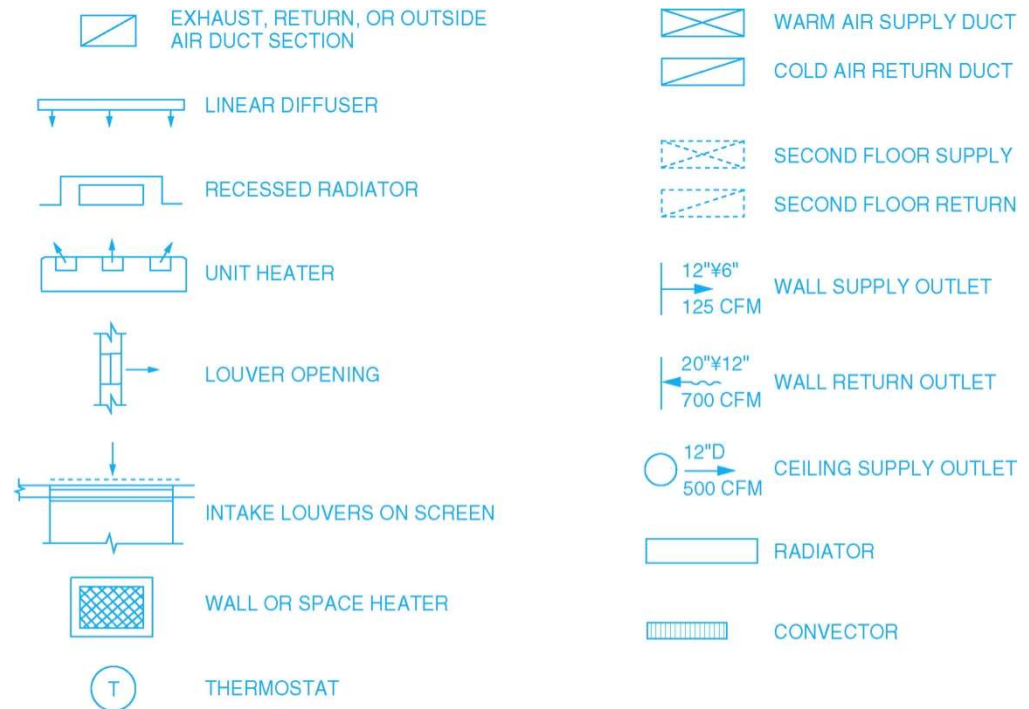 EXHAUST, RETURN, OR OUTSIDE
AIR DUCT SECTION
LINEAR DIFFUSER
RECESSED RADIATOR
UNIT HEATER
LOUVER OPENING
INTAKE LOUVERS ON SCREEN
WALL OR SPACE HEATER
T
THERMOSTAT
WARM AIR SUPPLY DUCT
COLD AIR RETURN DUCT
SECOND FLOOR SUPPLY
SECOND FLOOR RETURN
12"¥6"
125 CFM
WALL SUPPLY OUTLET
20"¥12"
700 CFM
WALL RETURN OUTLET
12"D
500 CFM
CEILING SUPPLY OUTLET
RADIATOR
CONVECTOR